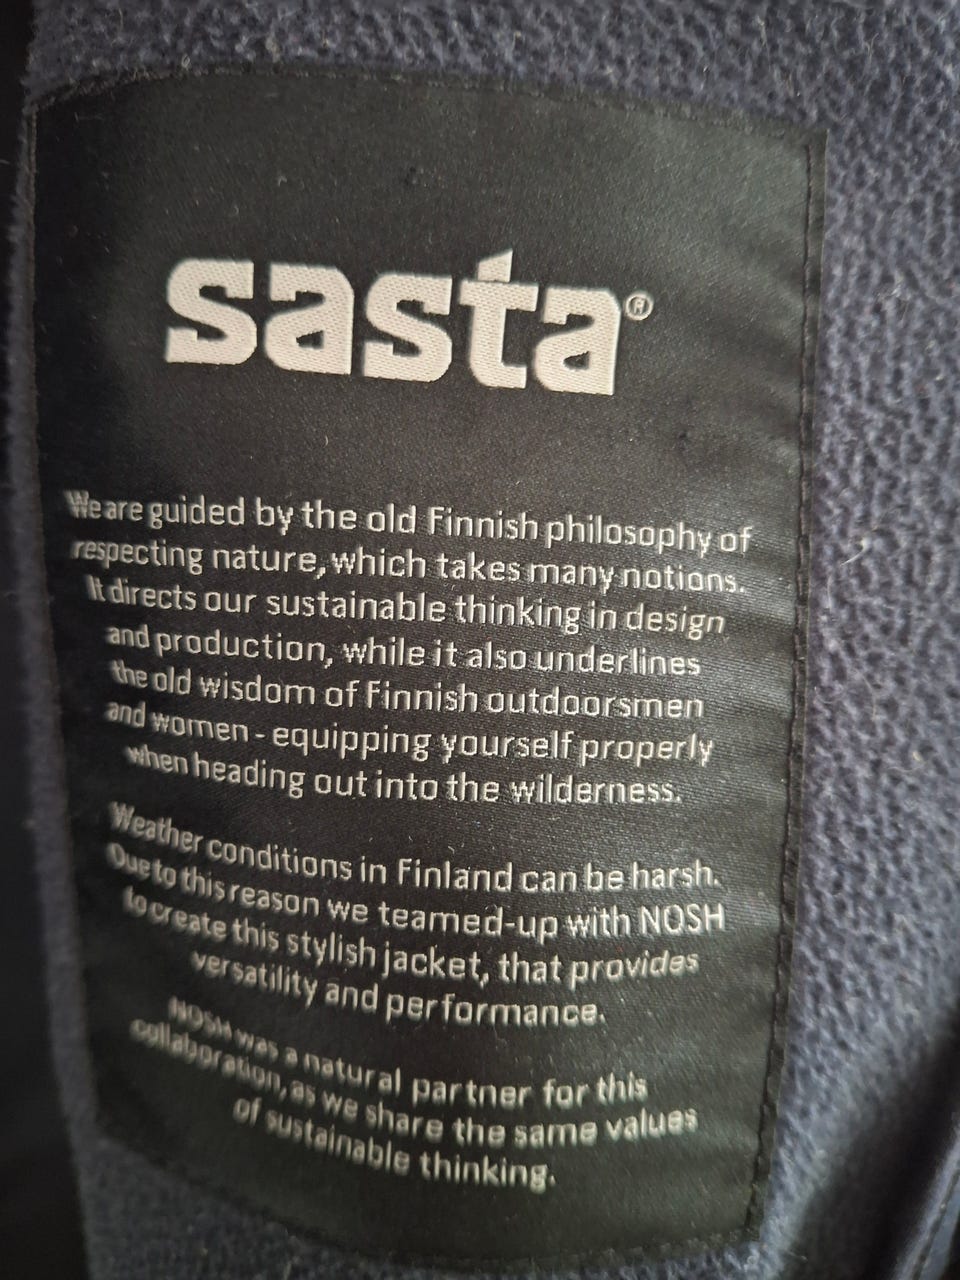 sasta®
We are guided by the old Finnish philosophy of
respecting nature, which takes many notions.
It directs our sustainable thinking in design
and production, while it also underlines
the old wisdom of Finnish outdoorsmen
and women - equipping yourself properly
when heading out into the wilderness.
Weather conditions in Finland can be harsh.
Due to this reason we teamed-up with NOSH
to create this stylish jacket, that provides
versatility and performance.
NOSH was a natural partner for this
collaboration, as we share the same values
of sustainable thinking.